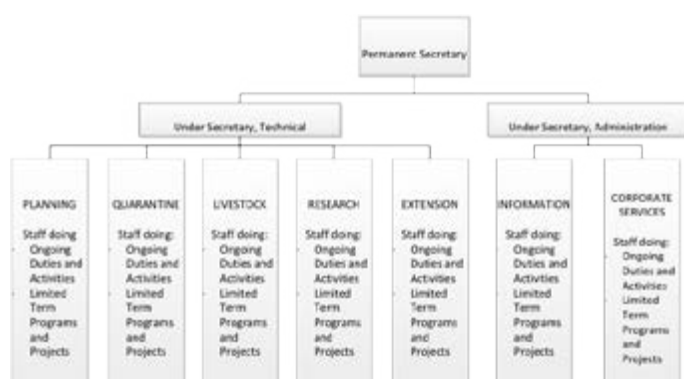 Permanent Secretary
Under Secretary, Technical
Under Secretary, Administration
PLANNING
Staff doing
Ongoing
Duties and
Activities
Limited
Term
Programs
and
Projects
QUARANTINE
Staff doing:
Ongoing
Duties and
Activities
Limited
Term
Programs
and
Projects
LIVESTOCK
Staff doing:
Ongoing
Duties and
Activities
Limited
Term
Programs
and
Projects
RESEARCH
Staff doing:
Ongoing
Duties and
Activities
Limited
Term
Programs
and
Projects
EXTENSION
Staff doing:
Ongoing
Duties and
Activities
Limited
Term
Programs
and
Projects
INFORMATION
Staff doing:
Ongoing
Duties and
Activities
Limited
Term
Programs
and
Projects
CORPORATE
SERVICES
Staff doing:
Ongoing
Duties and
Activities
Limited
Term
Programs
and
Projects